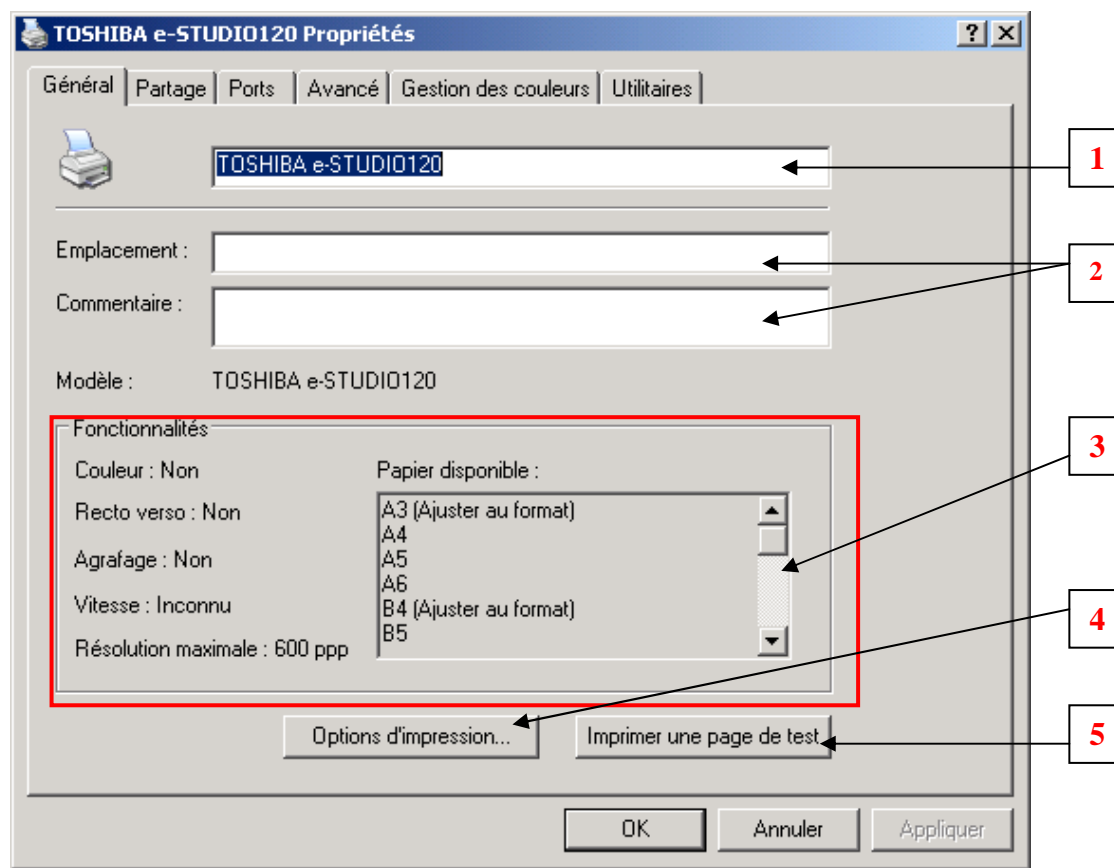 TOSHIBA e-STUDIO120 Propriétés
Général Partage Ports Avancé Gestion des couleurs Utilitaires
TOSHIBA e-STUDIO120
1
Emplacement :
2
Commentaire :
Modèle : TOSHIBA e-STUDIO120
Fonctionnalités
3
Couleur : Non
Papier disponible :
Recto verso : Non
A3 (Ajuster au format)
A4
Agrafage : Non
A5
A6
Vitesse : Inconnu
B4 (Ajuster au format)
B5
4
Résolution maximale : 600 ppp
Options d'impression... Imprimer une page de test
5
OK Annuler Appliquer